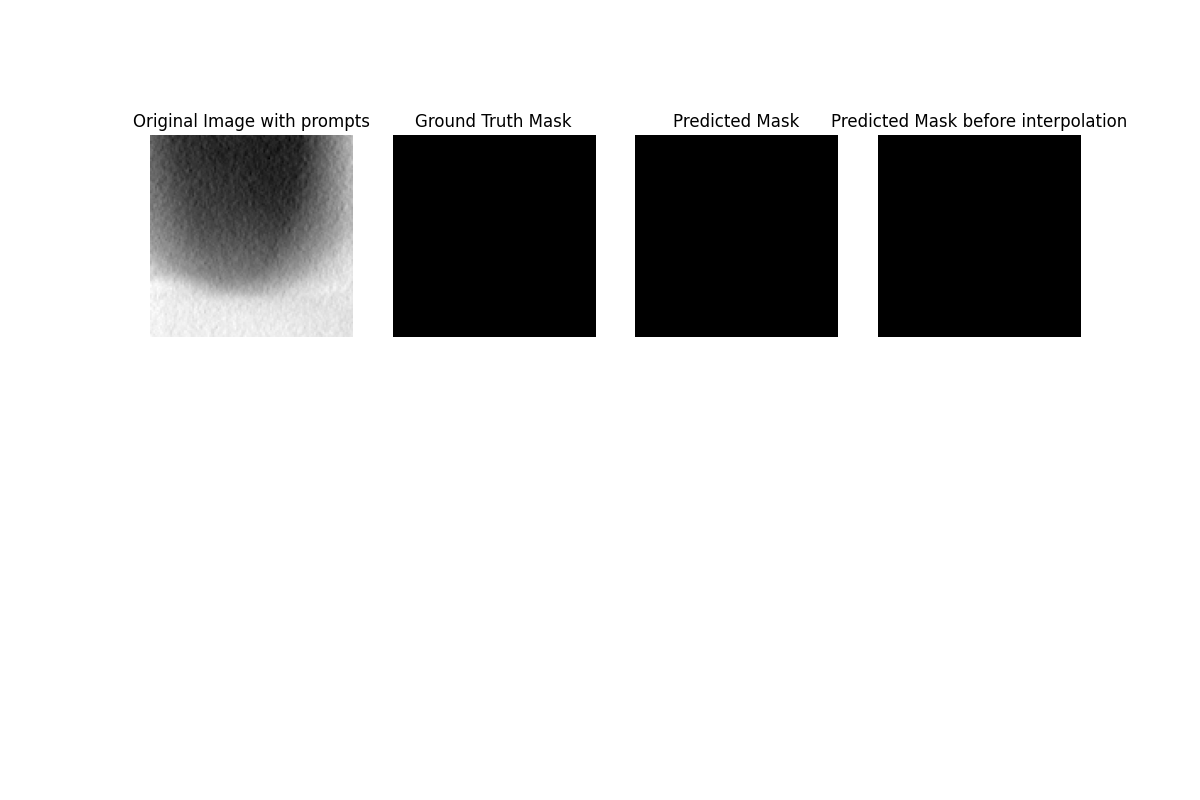 Original Image with prompts
Ground Truth Mask
Predicted Mask
Predicted Mask before interpolation